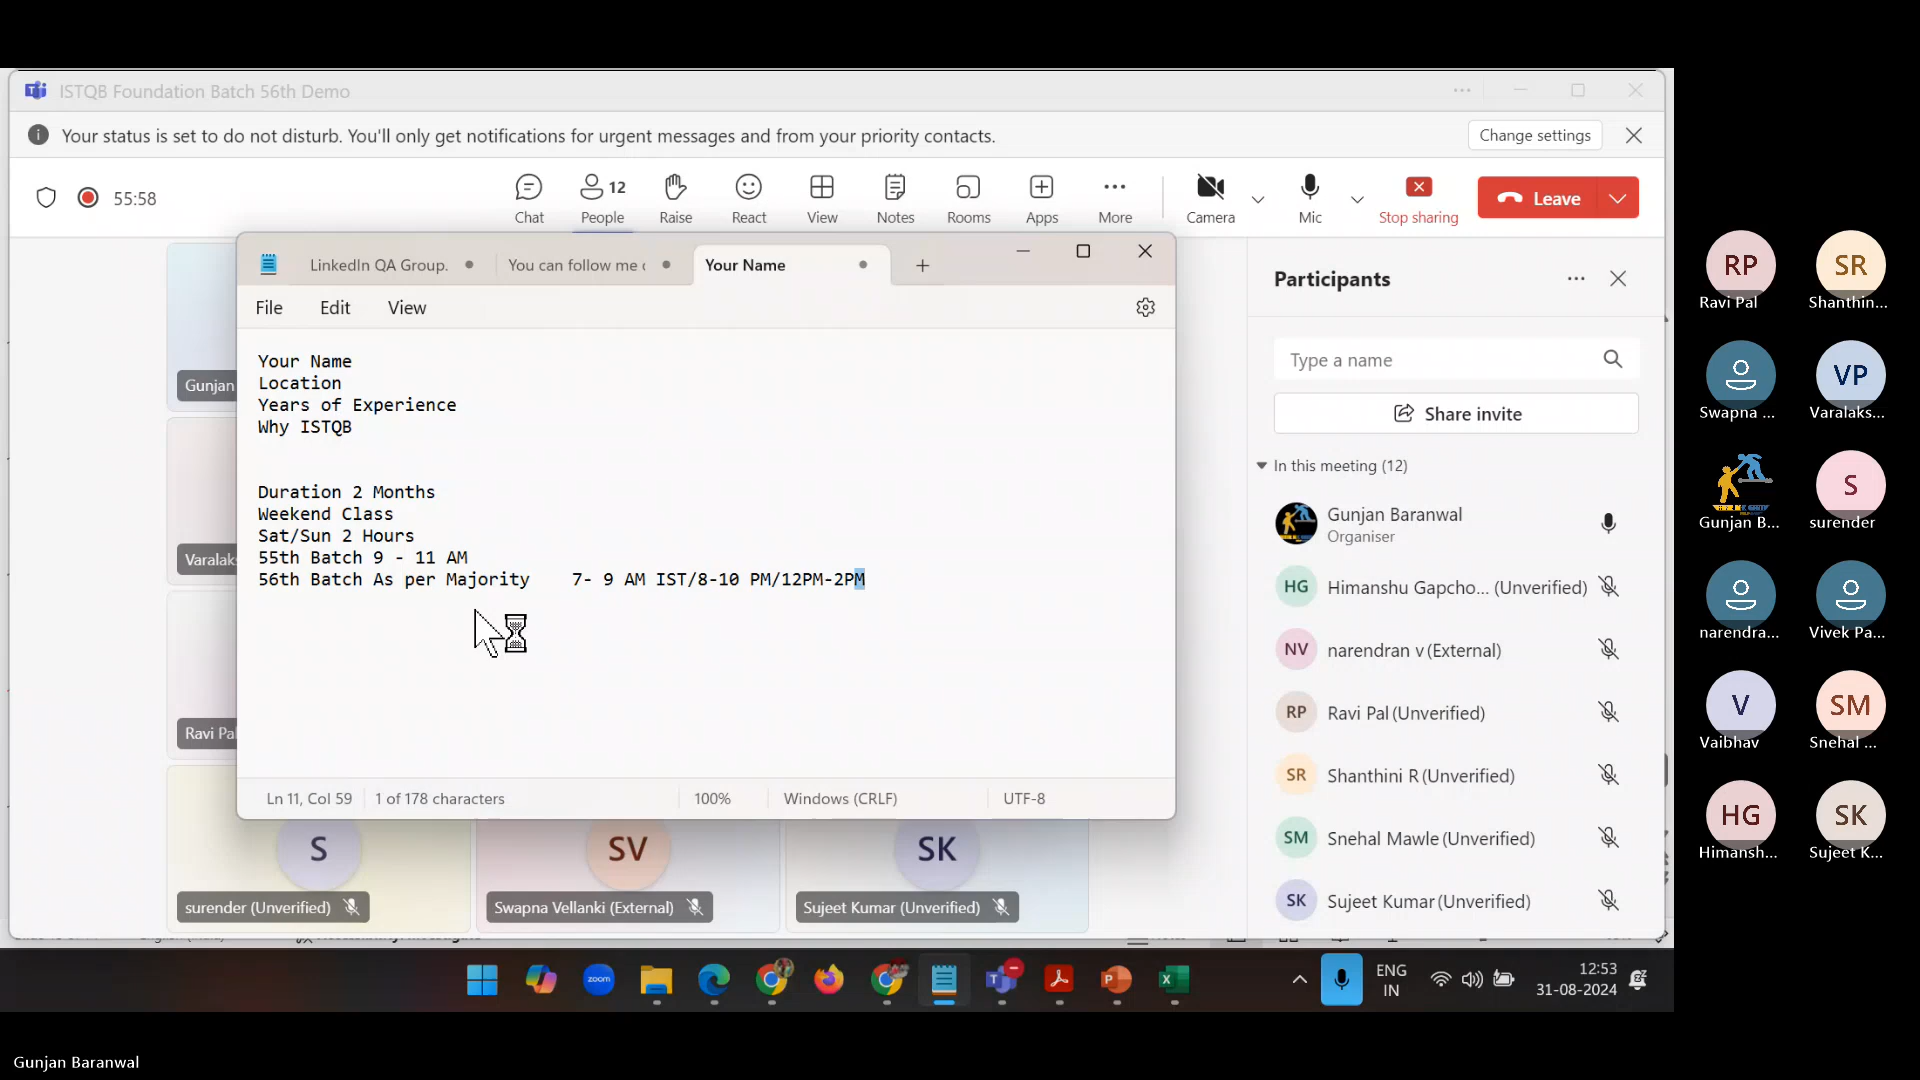 ISTQB Foundation Batch 56th Demo
Your status is set to do not disturb. You'll only get notifications for urgent messages and from your priority contacts.
Change settings
55:58
Chat
12
People
Raise
React
View
Notes
Rooms
Apps
More
Camera
Mic
Stop sharing
Leave
LinkedIn QA Group.
You can follow me
Your Name
File
Edit
View
Your Name
Location
Years of Experience
Why ISTQB
Duration 2 Months
Weekend Class
Sat/Sun 2 Hours
55th Batch 9 - 11 AM
56th Batch As per Majority    7- 9 AM IST/8-10 PM/12PM-2PM
Ln 11, Col 59
1 of 178 characters
100%
Windows (CRLF)
UTF-8
Gunjan
Varalaks
Ravi Pal
S
surender (Unverified)
SV
Swapna Vellanki (External)
SK
Sujeet Kumar (Unverified)
Participants
Type a name
Share invite
In this meeting (12)
Gunjan Baranwal
Organiser
HG
Himanshu Gapcho... (Unverified)
NV
narendran v (External)
RP
Ravi Pal (Unverified)
SR
Shanthini R (Unverified)
SM
Snehal Mawle (Unverified)
SK
Sujeet Kumar (Unverified)
zoom
ENG
IN
12:53
31-08-2024
RP
Ravi Pal
SR
Shanthin...
Swapna ...
VP
Varalaks...
Gunjan B...
S
surender
narendra...
Vivek Pa...
V
Vaibhav
SM
Snehal ...
HG
Himansh...
SK
Sujeet K...
Gunjan Baranwal